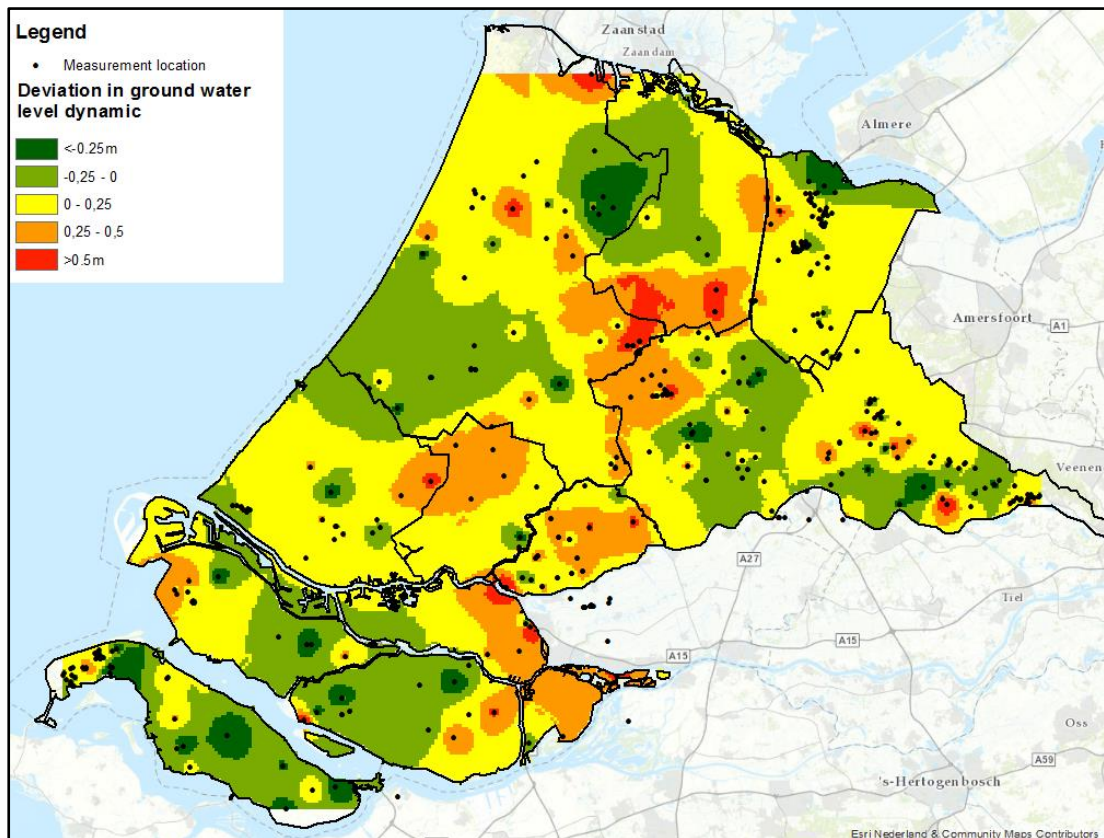 Legend
Measurement location
Deviation in ground water
level dynamic
<-0.25m
-0,25 - 0
0 - 0,25
0,25 - 0,5
>0.5m
Zaanstad
Zaandam
Almere
Amersfoort
A1
Veenen
A27
Tiel
A15
A15
Oss
A59
's-Hertogenbosch
Esri Nederland & Community Maps Contributors